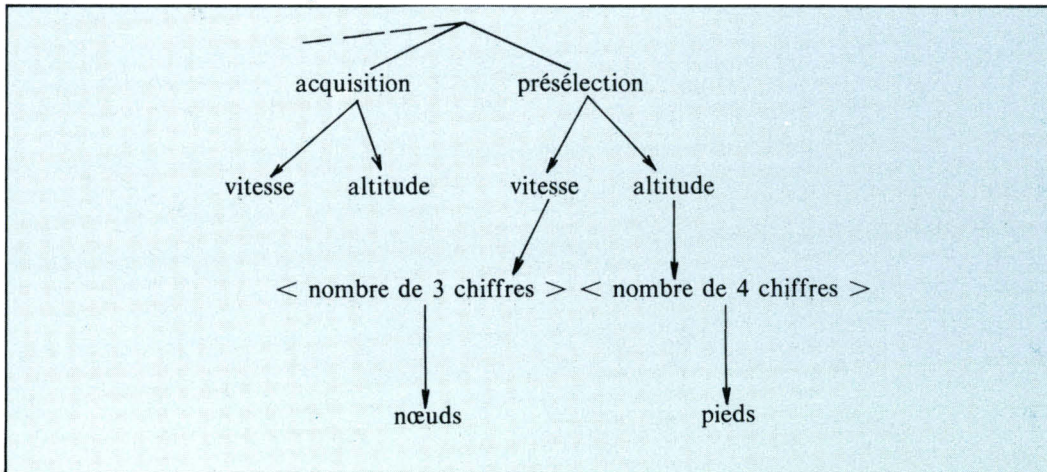 acquisition présélection
vitesse altitude vitesse altitude
< nombre de 3 chiffres > < nombre de 4 chiffres >
nœuds pieds